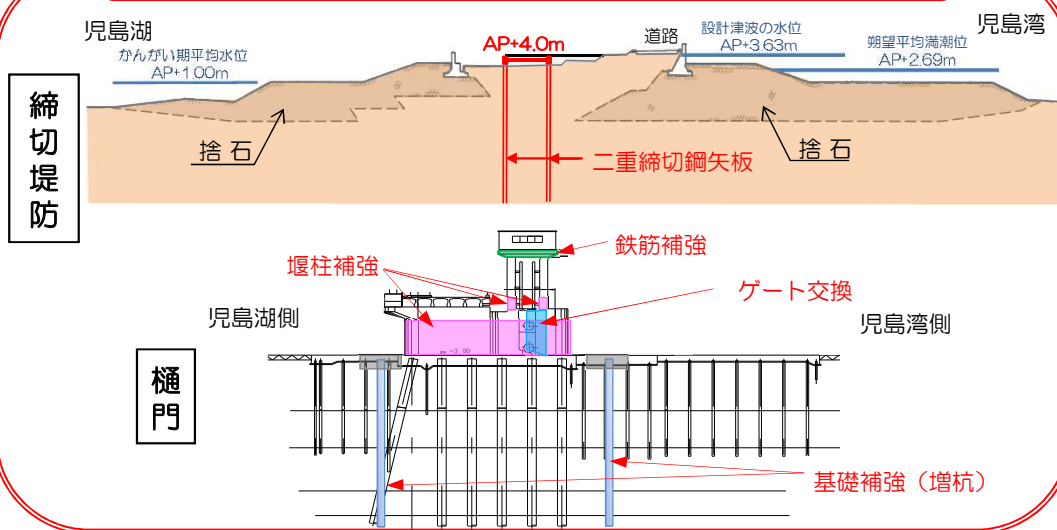 児島湖
児島湾
かんがい期平均水位
AP+1.00m
AP+4.0m
道路
設計津波の水位
AP+3.63m
朔望平均満潮位
AP+2.69m
締切堤防
捨石
二重締切鋼矢板
捨石
鉄筋補強
堰柱補強
ゲート交換
児島湖側
児島湾側
-3.00
樋門
基礎補強（増杭）